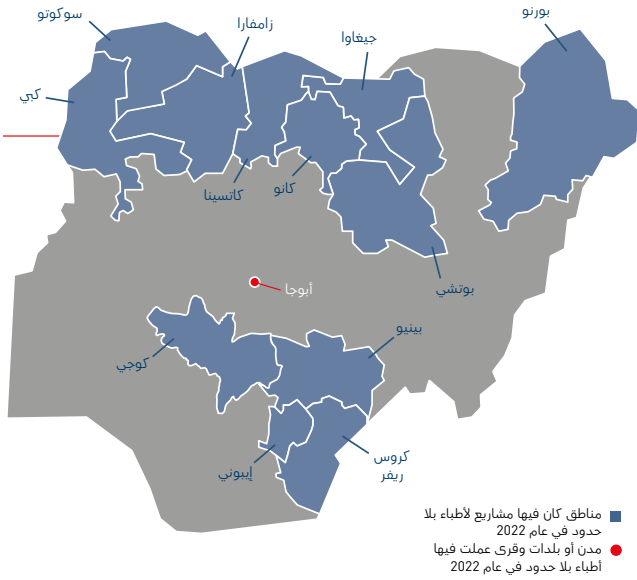 بورنو
سوكوتو
زامفارا
جيغاوا
كبي
كاتسينا
كانو
بوتشي
أبوجا
بينيو
كوجي
كروس
ريفر
إيبوني
مناطق كان فيها مشاريع لأطباء بلا
حدود في عام 2022
مدن أو بلدات وقرى عملت فيها
أطباء بلا حدود في عام 2022